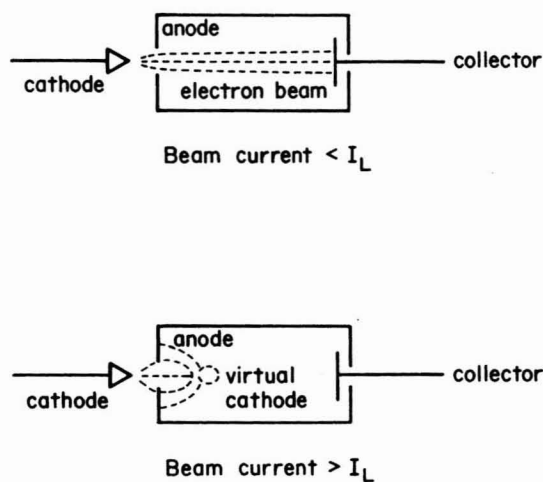 anode
cathode
electron beam
collector
Beam current < I_L
anode
cathode
virtual
cathode
collector
Beam current > I_L